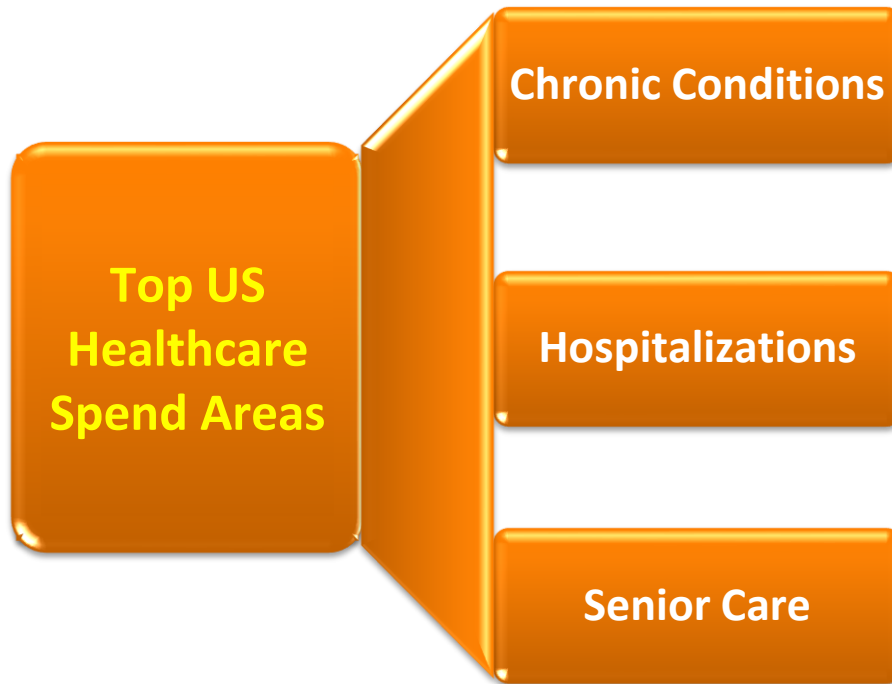 Top US
Healthcare
Spend Areas
Chronic Conditions
Hospitalizations
Senior Care